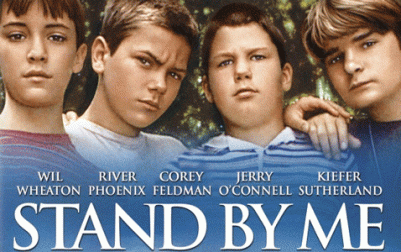 WIL RIVER COREY JERRY KIEFER
WHEATON PHOENIX FELDMAN O'CONNELL SUTHERLAND
STAND BY ME